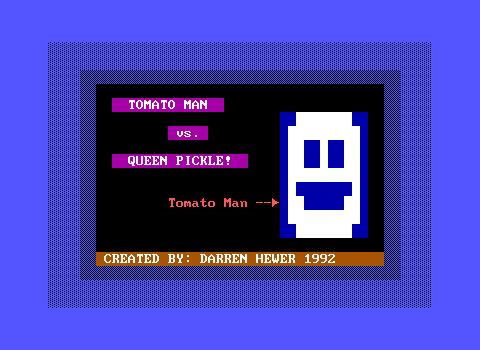 TOMATO MAN
vs.
QUEEN PICKLE!
Tomato Man -->
CREATED BY: DARREN HEWER 1992